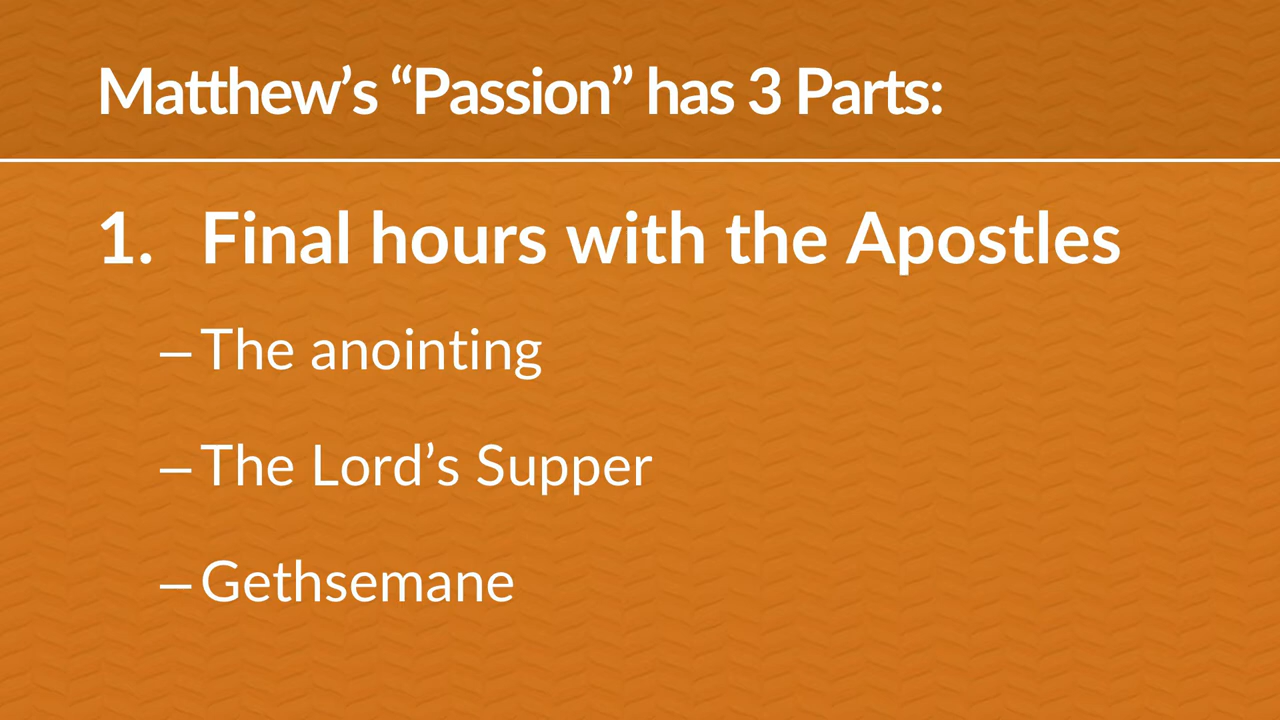 Matthew’s “Passion” has 3 Parts:
1. Final hours with the Apostles
– The anointing
– The Lord’s Supper
– Gethsemane